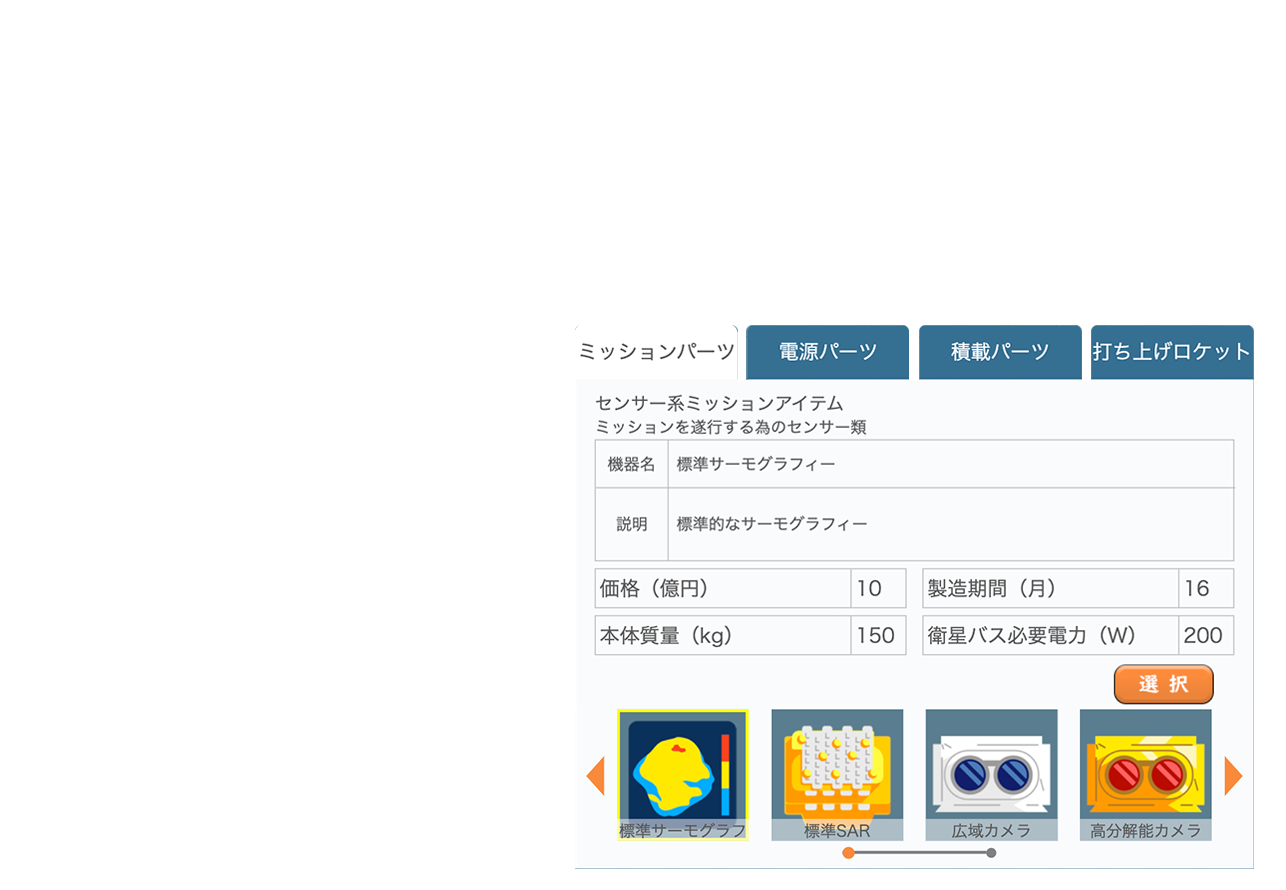 ミッションパーツ
電源パーツ
積載パーツ
打ち上げロケット
センサー系ミッションアイテム
ミッションを遂行する為のセンサー類
機器名 標準サーモグラフィー
説明 標準的なサーモグラフィー
価格（億円） 10 製造期間（月） 16
本体質量（kg） 150 衛星バス必要電力（W） 200
選択
標準サーモグラフ
標準SAR
広域カメラ
高分解能カメラ